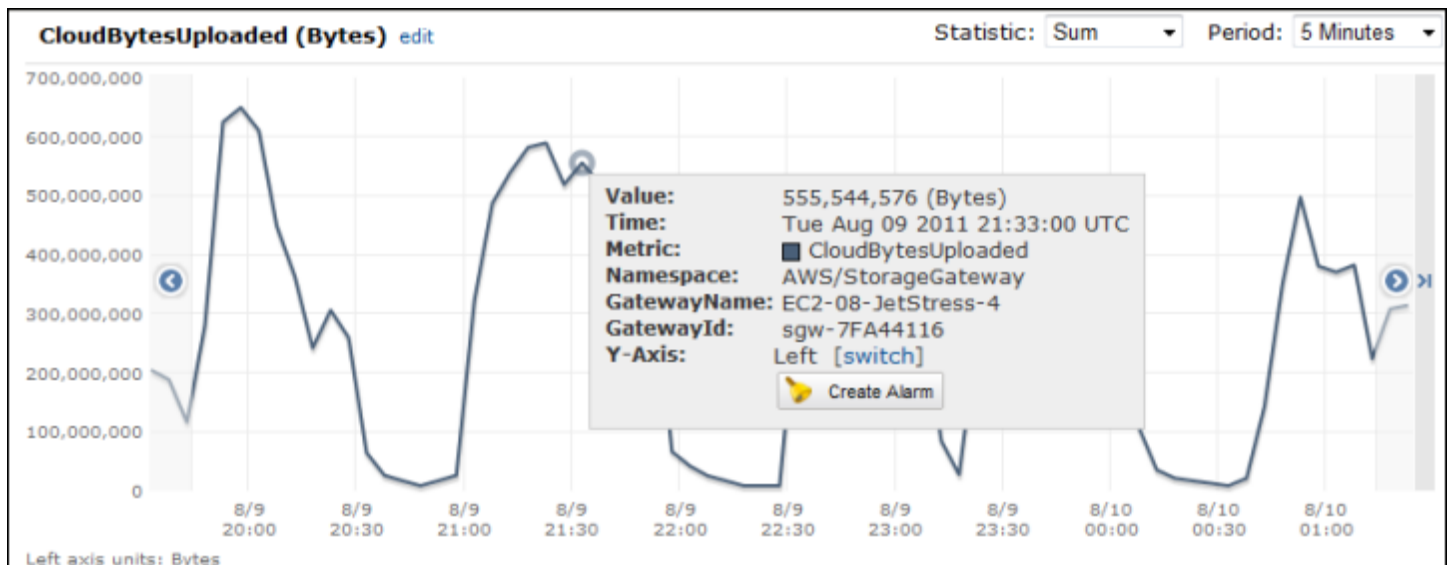 CloudBytesUploaded (Bytes) edit Statistic: Sum Period: 5 Minutes
700,000,000
600,000,000
500,000,000
400,000,000
300,000,000
200,000,000
100,000,000
0
Value: 555,544,576 (Bytes)
Time: Tue Aug 09 2011 21:33:00 UTC
Metric: CloudBytesUploaded
Namespace: AWS/StorageGateway
GatewayName: EC2-08-JetStress-4
GatewayId: sgw-7FA44116
Y-Axis: Left [switch]
Create Alarm
8/9 8/9 8/9 8/9 8/9 8/9 8/9 8/9 8/10 8/10 8/10
20:00 20:30 21:00 21:30 22:00 22:30 23:00 23:30 00:00 00:30 01:00
Left axis units: Bytes